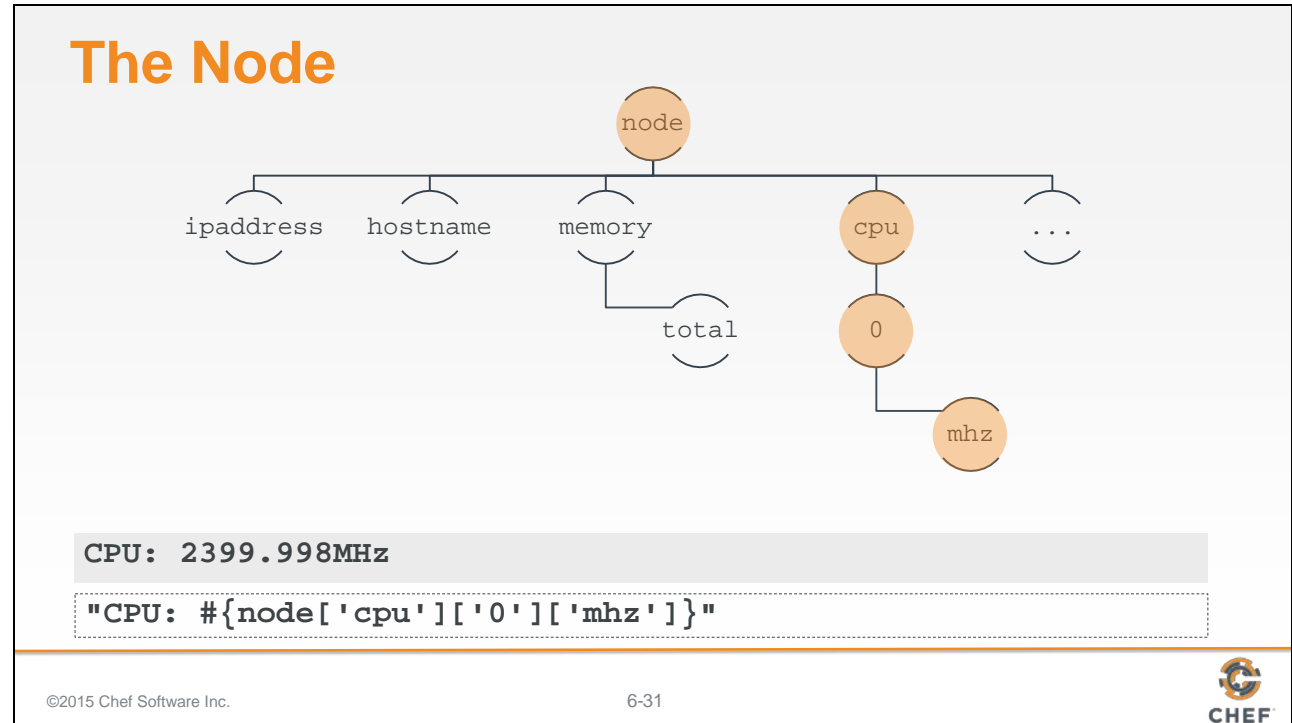 The Node
node
ipaddress hostname memory cpu ...
total 0
mhz
CPU: 2399.998MHz
"CPU: #{node['cpu']['0']['mhz']}"
©2015 Chef Software Inc. 6-31
CHEF